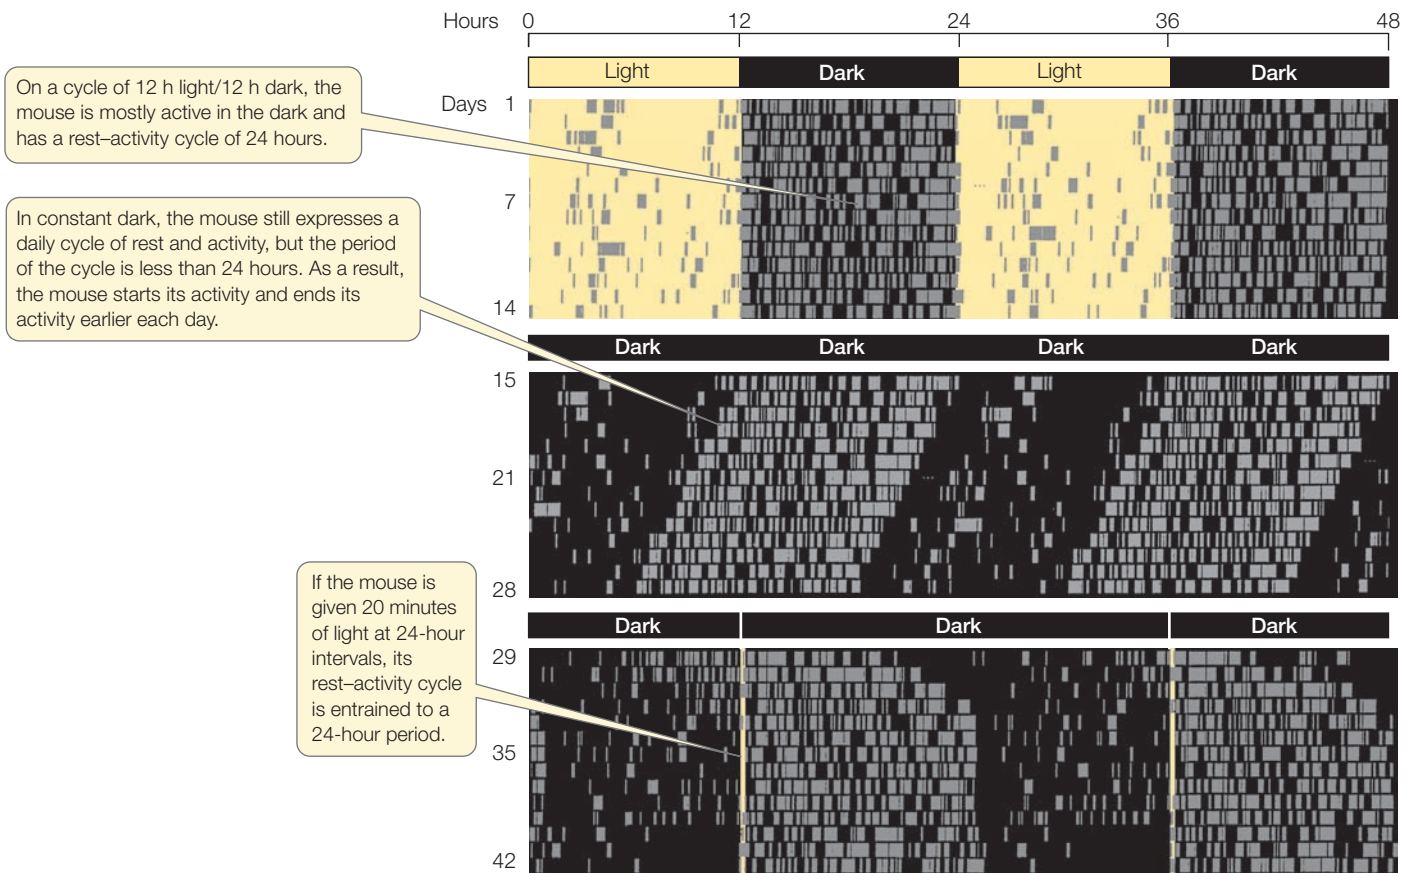 Hours 0 12 24 36 48
Light Dark Light Dark
On a cycle of 12 h light/12 h dark, the
mouse is mostly active in the dark and
has a rest–activity cycle of 24 hours.
Days 1
7
14
In constant dark, the mouse still expresses a
daily cycle of rest and activity, but the period
of the cycle is less than 24 hours. As a result,
the mouse starts its activity and ends its
activity earlier each day.
Dark Dark Dark Dark
15
21
28
If the mouse is
given 20 minutes
of light at 24-hour
intervals, its
rest–activity cycle
is entrained to a
24-hour period.
Dark Dark Dark
29
35
42